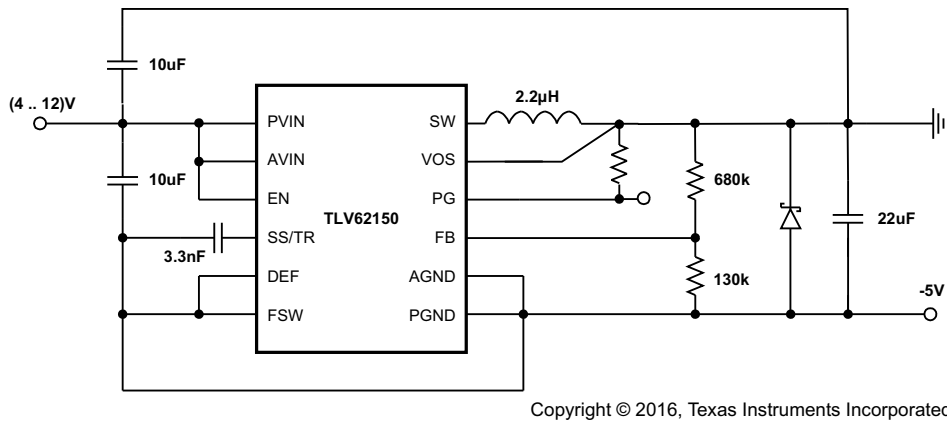 10uF
(4 .. 12)V
10uF
3.3nF
PVIN
AVIN
EN
SS/TR
DEF
FSW
TLV62150
SW
VOS
PG
FB
AGND
PGND
2.2µH
680k
130k
22uF
-5V
Copyright © 2016, Texas Instruments Incorporated